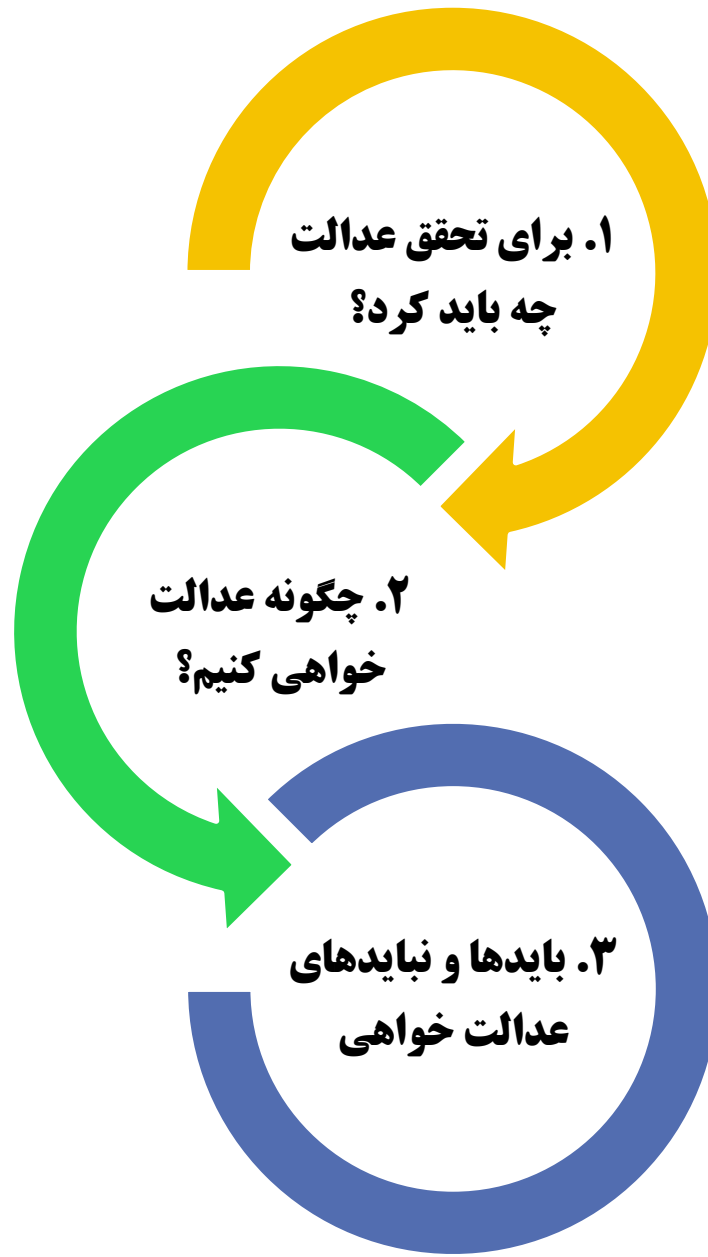 ۱. برای تحقق عدالت
چه باید کرد؟
۲. چگونه عدالت
خواهی کنیم؟
۳. بایدها و نبایدهای
عدالت خواهی